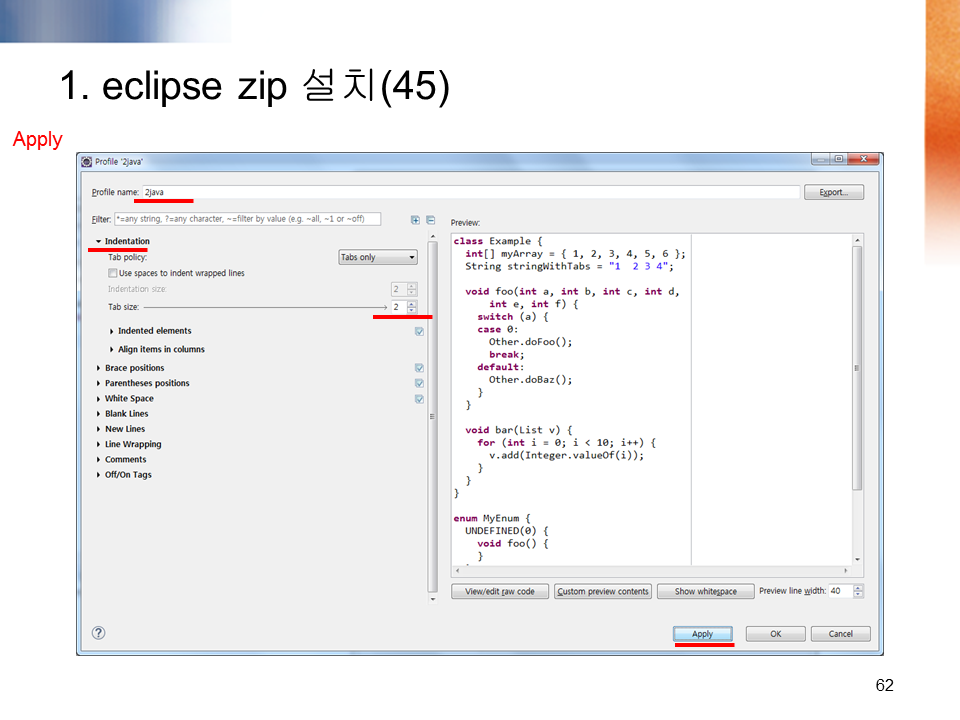 1. eclipse zip 설치(45)
Apply
Profile '2java'
Profile name: 2java
Export...
Filter: *=any string, ?=any character, ~=filter by value (e.g. ~all, ~1 or ~off)
Indentation
Tab policy: Tabs only
Use spaces to indent wrapped lines
Indentation size: 2
Tab size: 2
Indented elements
Align items in columns
Brace positions
Parentheses positions
White Space
Blank Lines
New Lines
Line Wrapping
Comments
Off/On Tags
Preview:
class Example {
int[] myArray = { 1, 2, 3, 4, 5, 6 };
String stringWithTabs = "1  2 3 4";
void foo(int a, int b, int c, int d,
int e, int f) {
switch (a) {
case 0:
Other.doFoo();
break;
default:
Other.doBaz();
}
}
void bar(List v) {
for (int i = 0; i < 10; i++) {
v.add(Integer.valueOf(i));
}
}
}
enum MyEnum {
UNDEFINED(0) {
void foo() {
}
View/edit raw code
Custom preview contents
Show whitespace
Preview line width: 40
Apply
OK
Cancel
62